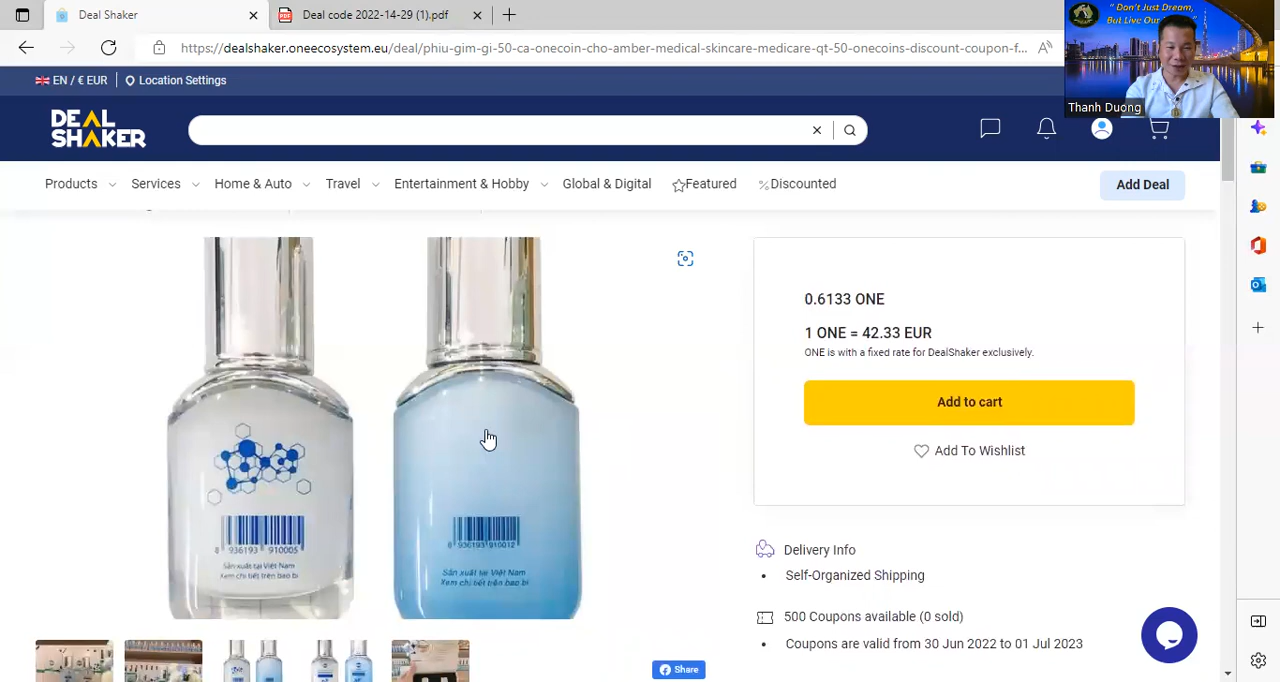 Deal Shaker
Deal code 2022-14-29 (1).pdf
https://dealshaker.oneecosystem.eu/deal/phiu-gim-gi-50-ca-onecoin-cho-amber-medical-skincare-medicare-qt-50-onecoins-discount-coupon-f...
" Don't Just Dream,
But Live Our
Thanh Duong
EN / € EUR
Location Settings
DEAL
SHAKER
Products
Services
Home & Auto
Travel
Entertainment & Hobby
Global & Digital
Featured
Discounted
Add Deal
0.6133 ONE
1 ONE = 42.33 EUR
ONE is with a fixed rate for DealShaker exclusively.
Add to cart
Add To Wishlist
8 936193 910005
Sản xuất tại Việt Nam
Xem chi tiết trên bao bì
8 936193 910012
Sản xuất tại Việt Nam
Xem chi tiết trên bao bì
Delivery Info
• Self-Organized Shipping
500 Coupons available (0 sold)
• Coupons are valid from 30 Jun 2022 to 01 Jul 2023
Share